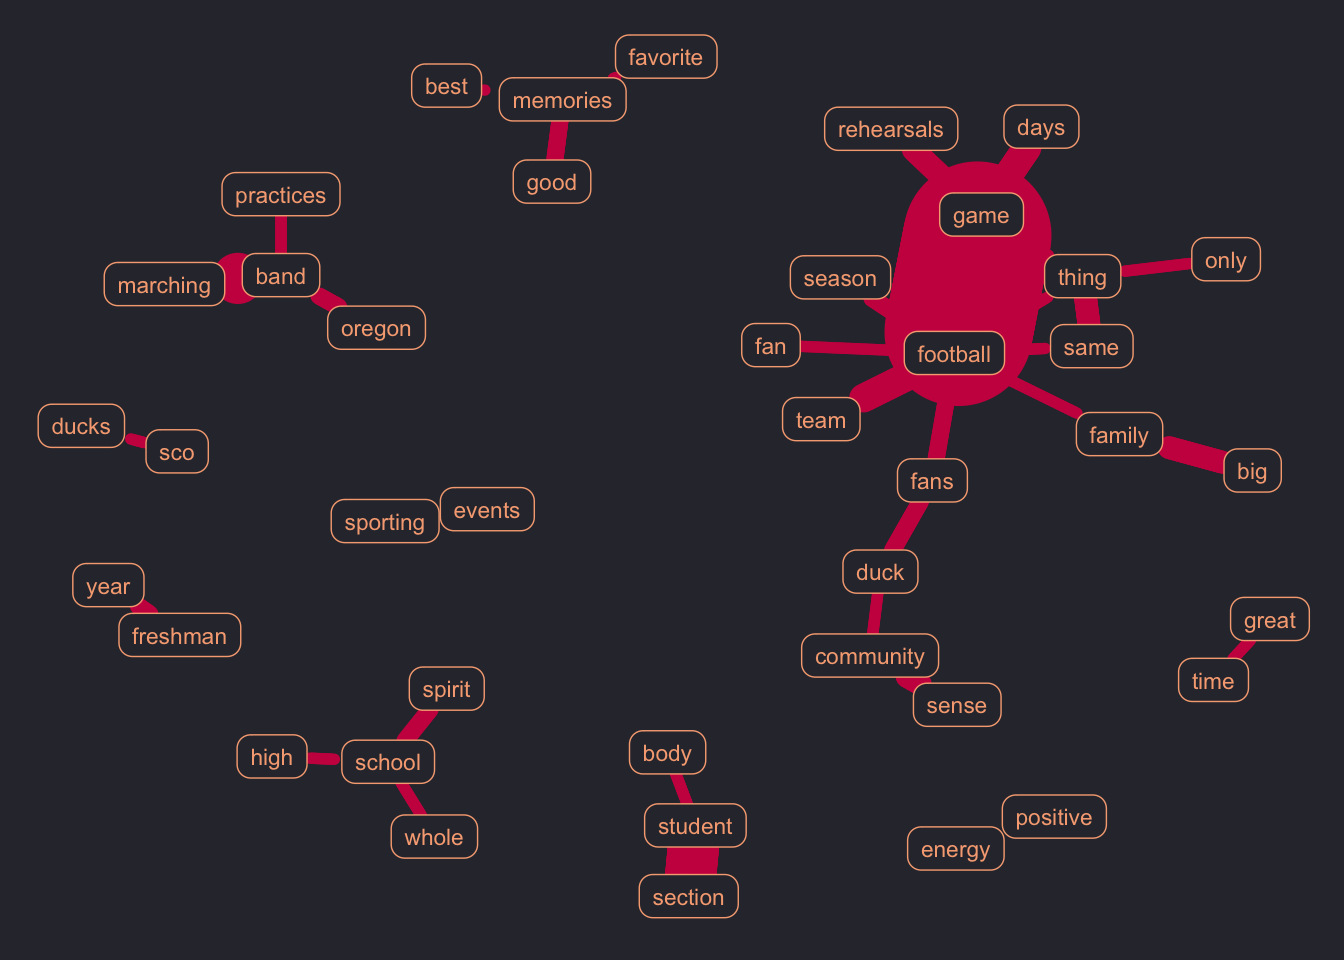 favorite
best
memories
rehearsals
days
good
practices
game
only
marching
band
season
thing
oregon
fan
football
same
ducks
team
family
sco
big
fans
sporting
events
year
duck
freshman
great
community
time
spirit
sense
high
school
body
positive
student
whole
energy
section